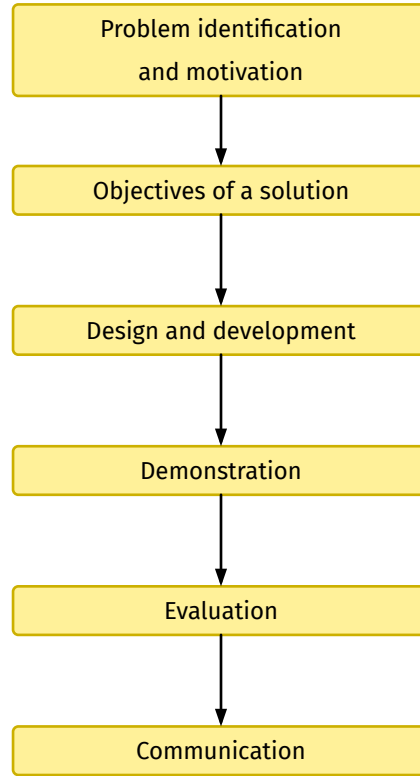 Problem identification
and motivation
Objectives of a solution
Design and development
Demonstration
Evaluation
Communication